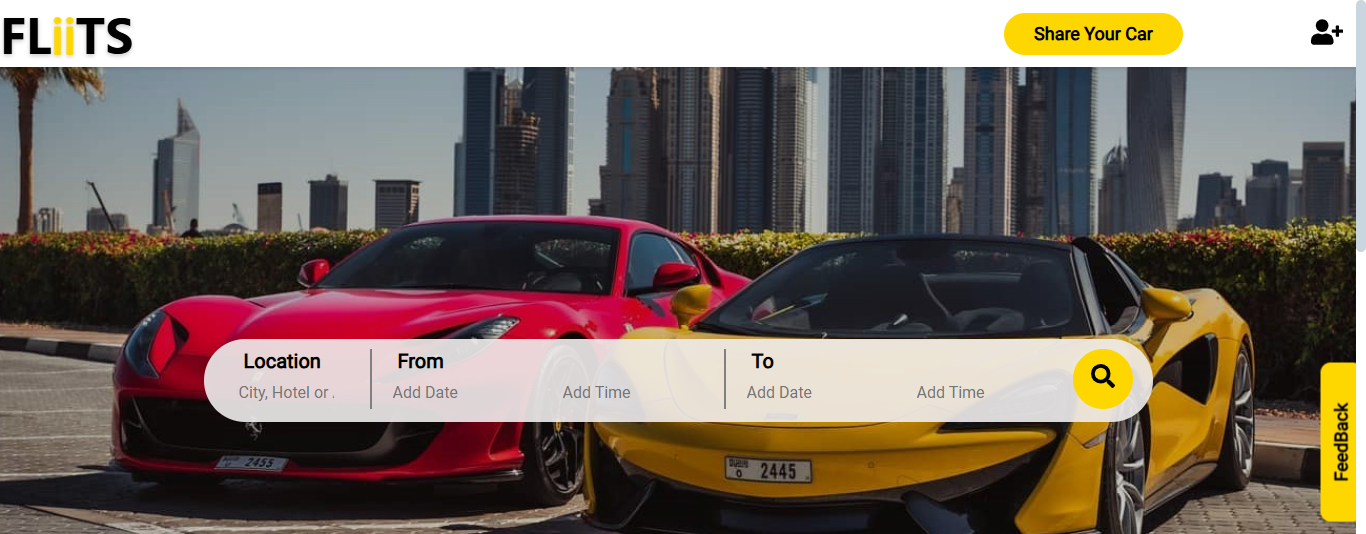 FLiiTS
Share Your Car
Location
From
To
City, Hotel or .
Add Date
Add Time
Add Date
Add Time
FeedBack
2455
2445